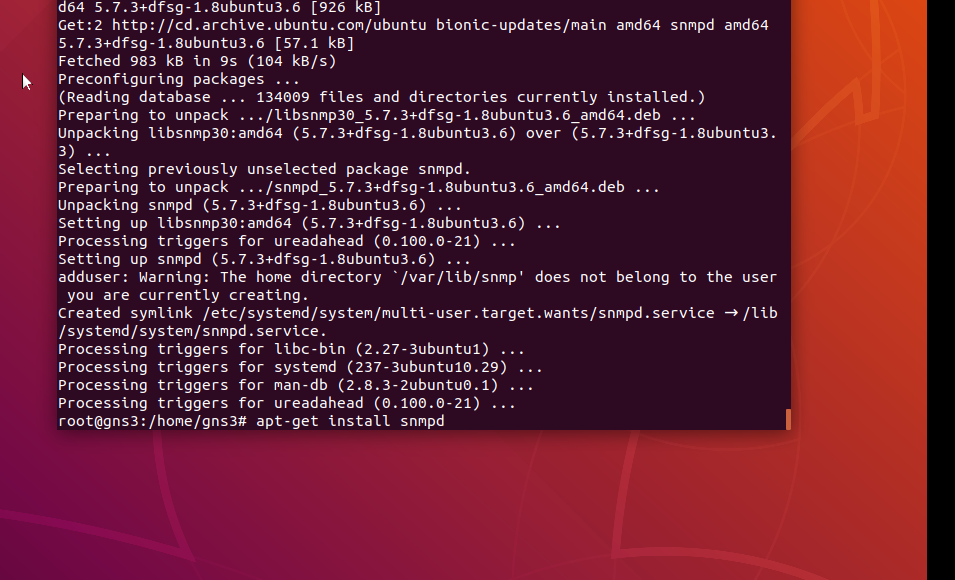 d64 5.7.3+dfsg-1.8ubuntu3.6 [926 kB]
Get:2 http://cd.archive.ubuntu.com/ubuntu bionic-updates/main amd64 snmpd amd64
5.7.3+dfsg-1.8ubuntu3.6 [57.1 kB]
Fetched 983 kB in 9s (104 kB/s)
Preconfiguring packages ...
(Reading database ... 134009 files and directories currently installed.)
Preparing to unpack .../libsnmp30_5.7.3+dfsg-1.8ubuntu3.6_amd64.deb ...
Unpacking libsnmp30:amd64 (5.7.3+dfsg-1.8ubuntu3.6) over (5.7.3+dfsg-1.8ubuntu3.
3) ...
Selecting previously unselected package snmpd.
Preparing to unpack .../snmpd_5.7.3+dfsg-1.8ubuntu3.6_amd64.deb ...
Unpacking snmpd (5.7.3+dfsg-1.8ubuntu3.6) ...
Setting up libsnmp30:amd64 (5.7.3+dfsg-1.8ubuntu3.6) ...
Processing triggers for ureadahead (0.100.0-21) ...
Setting up snmpd (5.7.3+dfsg-1.8ubuntu3.6) ...
adduser: Warning: The home directory `/var/lib/snmp' does not belong to the user
 you are currently creating.
Created symlink /etc/systemd/system/multi-user.target.wants/snmpd.service → /lib
/systemd/system/snmpd.service.
Processing triggers for libc-bin (2.27-3ubuntu1) ...
Processing triggers for systemd (237-3ubuntu10.29) ...
Processing triggers for man-db (2.8.3-2ubuntu0.1) ...
Processing triggers for ureadahead (0.100.0-21) ...
root@gns3:/home/gns3# apt-get install snmpd